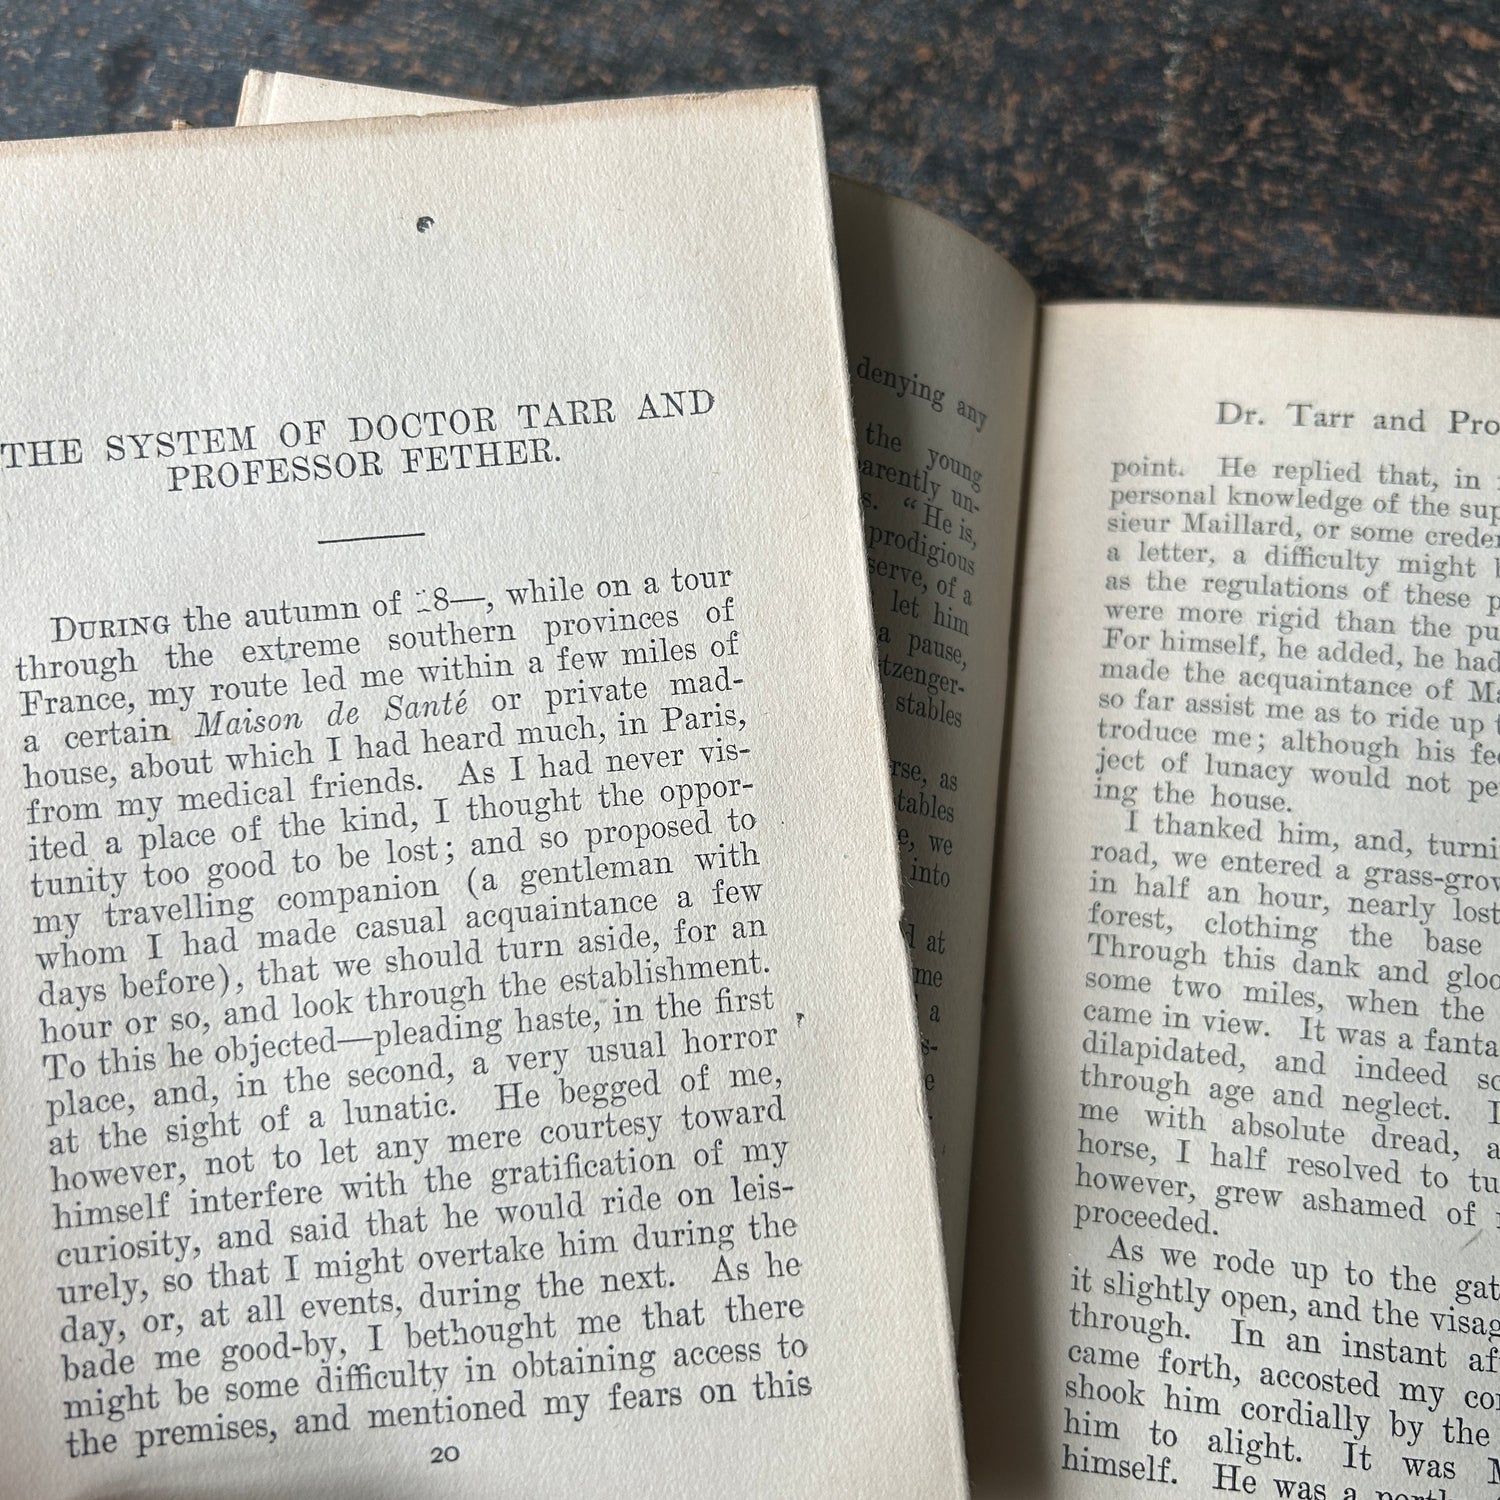 THE SYSTEM OF DOCTOR TARR AND
PROFESSOR FETHER.
DURING the autumn of 18—, while on a tour
through the extreme southern provinces of
France, my route led me within a few miles of
a certain Maison de Santé or private mad-
house, about which I had heard much, in Paris,
from my medical friends. As I had never vis-
ited a place of the kind, I thought the oppor-
tunity too good to be lost; and so proposed to
my travelling companion (a gentleman with
whom I had made casual acquaintance a few
days before), that we should turn aside, for an
hour or so, and look through the establishment.
To this he objected—pleading haste, in the first
place, and, in the second, a very usual horror
at the sight of a lunatic. He begged of me,
however, not to let any mere courtesy toward
himself interfere with the gratification of my
curiosity, and said that he would ride on leis-
urely, so that I might overtake him during the
day, or, at all events, during the next. As he
bade me good-by, I bethought me that there
might be some difficulty in obtaining access to
the premises, and mentioned my fears on this
20
denying any
the young
un-
"He is,
prodigious
of a
let him
a pause,
stables
as
we
into
at
a
Dr. Tarr and
point. He replied that, in
personal knowledge of the
sieur Maillard, or some
a letter, a difficulty might
as the regulations of these
were more rigid than the
For himself, he added, he had
made the acquaintance of
so far assist me as to ride up
troduce me; although his
ject of lunacy would not
ing the house.
I thanked him, and,
road, we entered a
in half an hour, nearly lost
forest, clothing the base
Through this dank and
some two miles, when the
came in view. It was a
dilapidated, and indeed
through age and neglect.
me with absolute dread,
horse, I half resolved to
however, grew ashamed of
proceeded.
As we rode up to the
it slightly open, and the
through. In an instant
came forth, accosted my
shook him cordially by the
him to alight. It was
himself. He was a